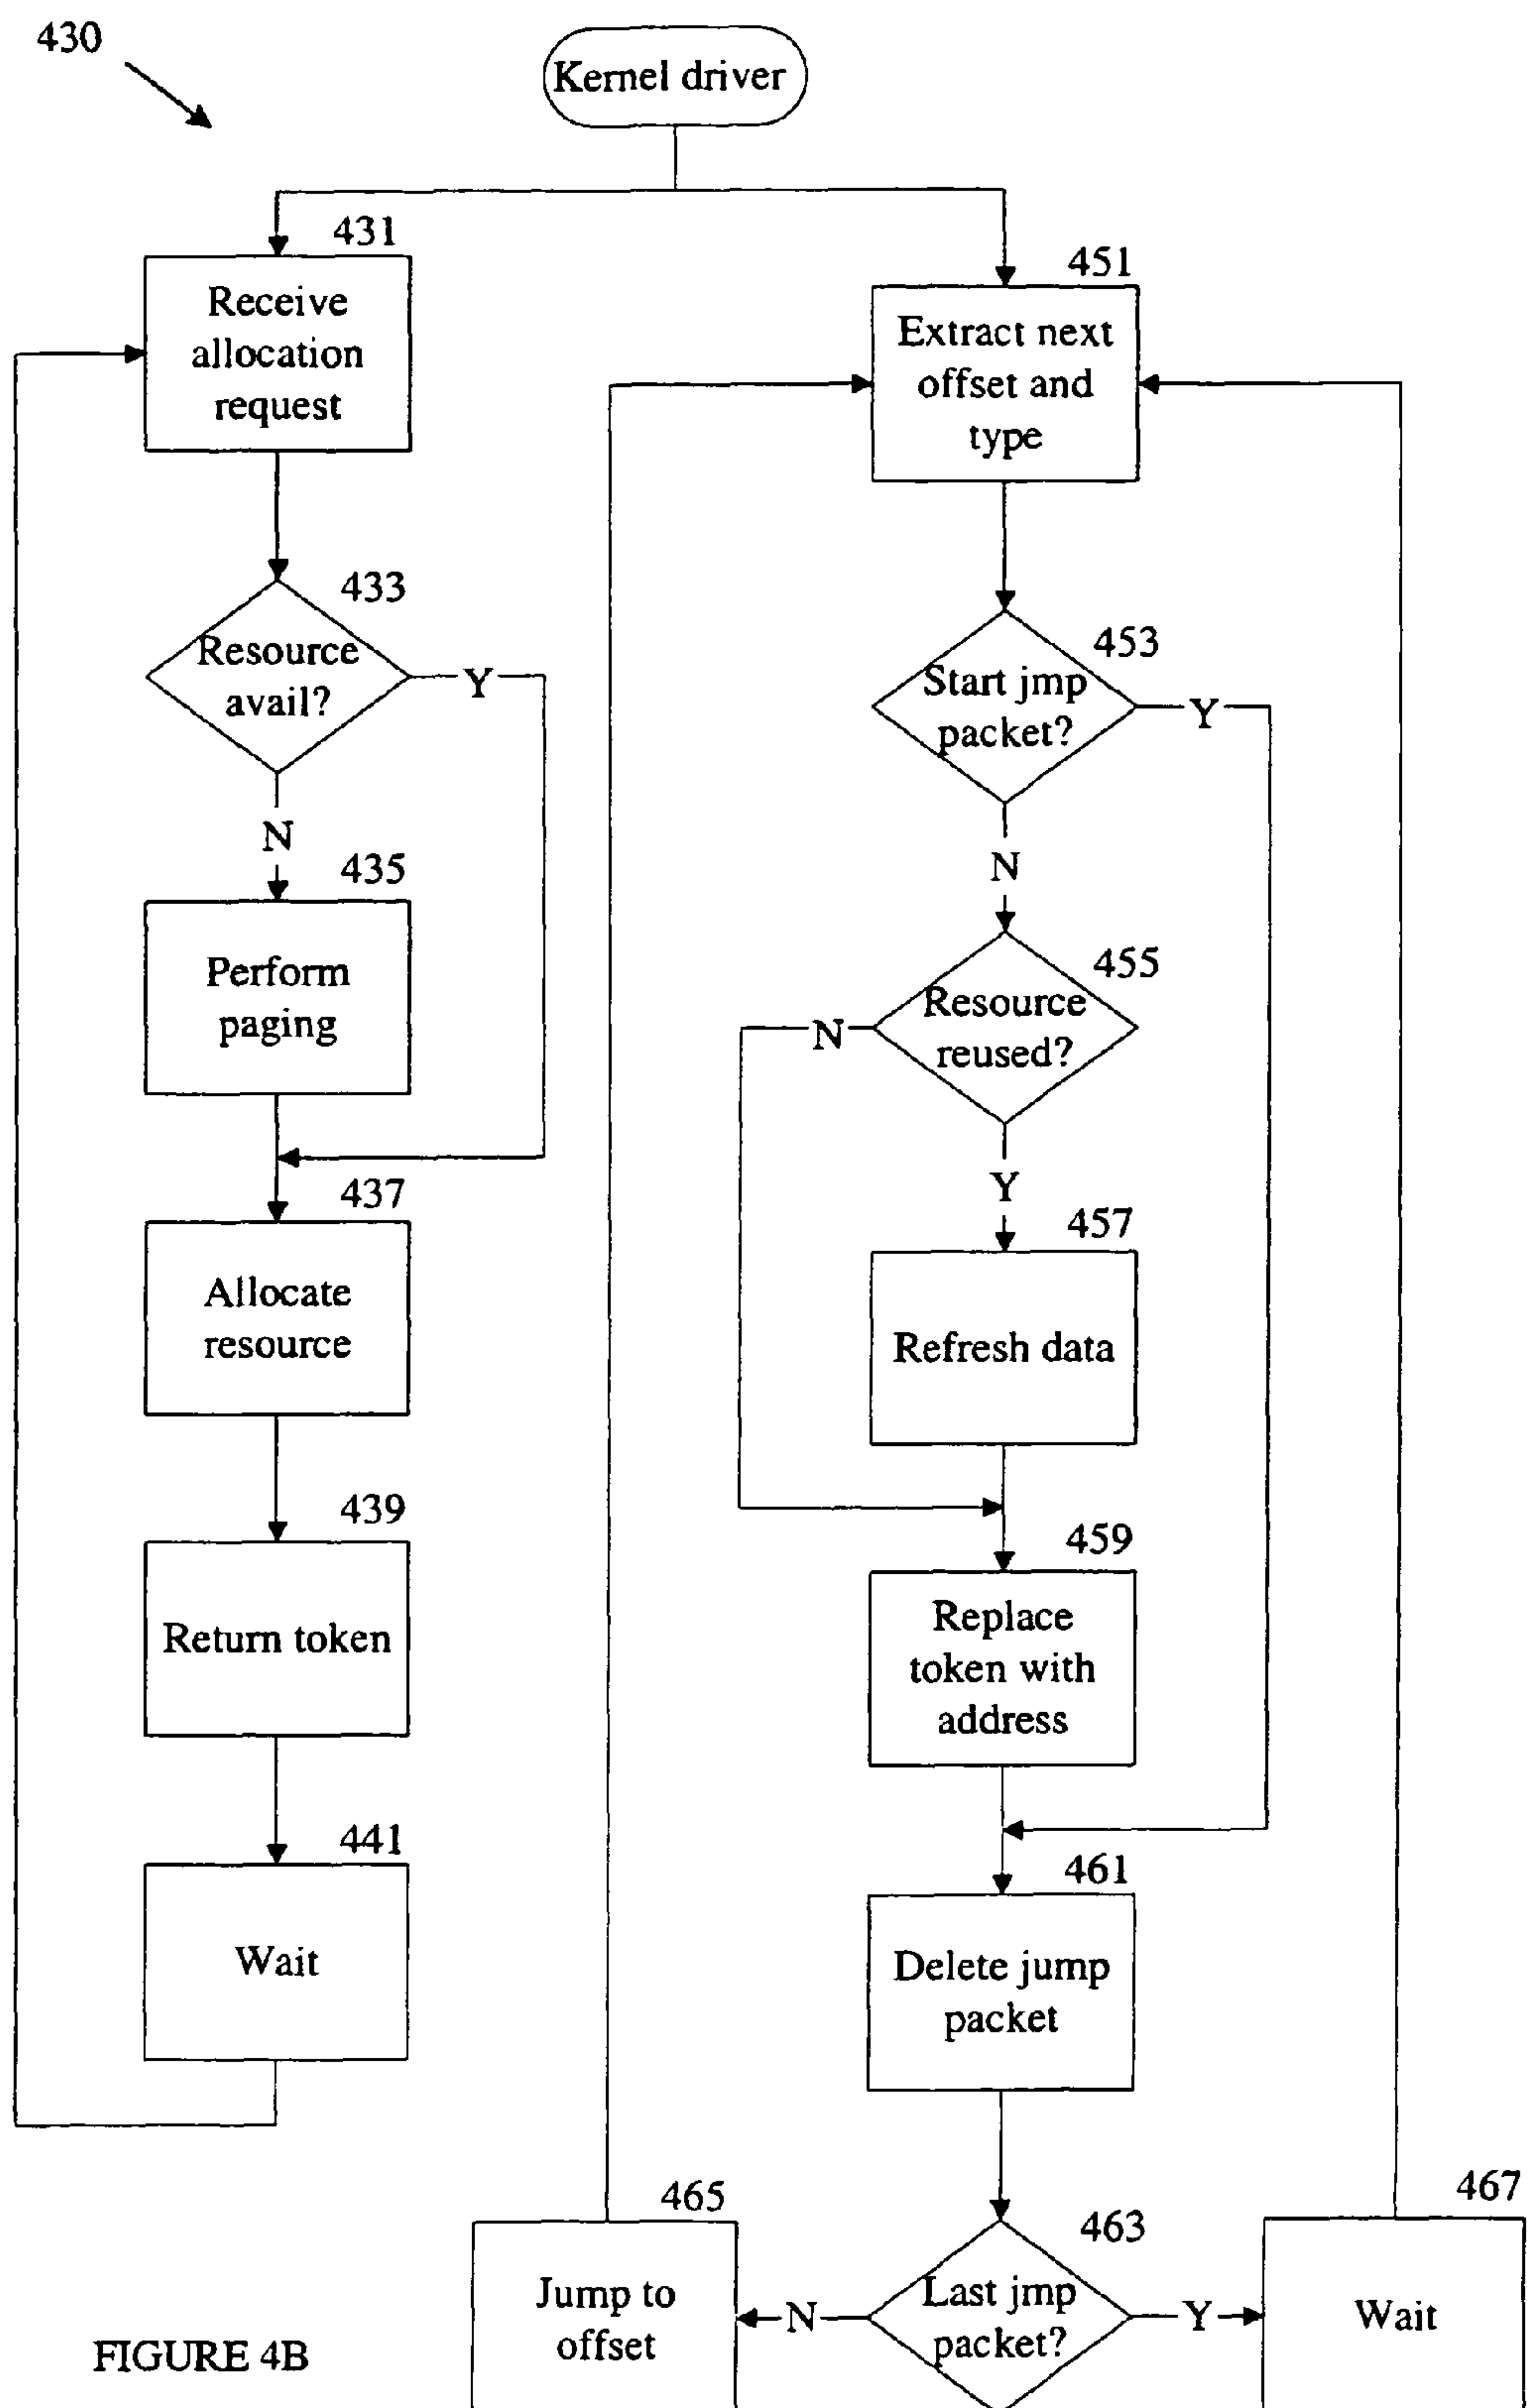 430
Kernel driver
431
Receive
allocation
request
433
Resource
avail?
Y
N
435
Perform
paging
437
Allocate
resource
439
Return token
441
Wait
451
Extract next
offset and
type
453
Start jmp
packet?
Y
N
455
Resource
reused?
N
Y
457
Refresh data
459
Replace
token with
address
461
Delete jump
packet
463
Last jmp
packet?
N
Y
465
Jump to
offset
467
Wait
FIGURE 4B